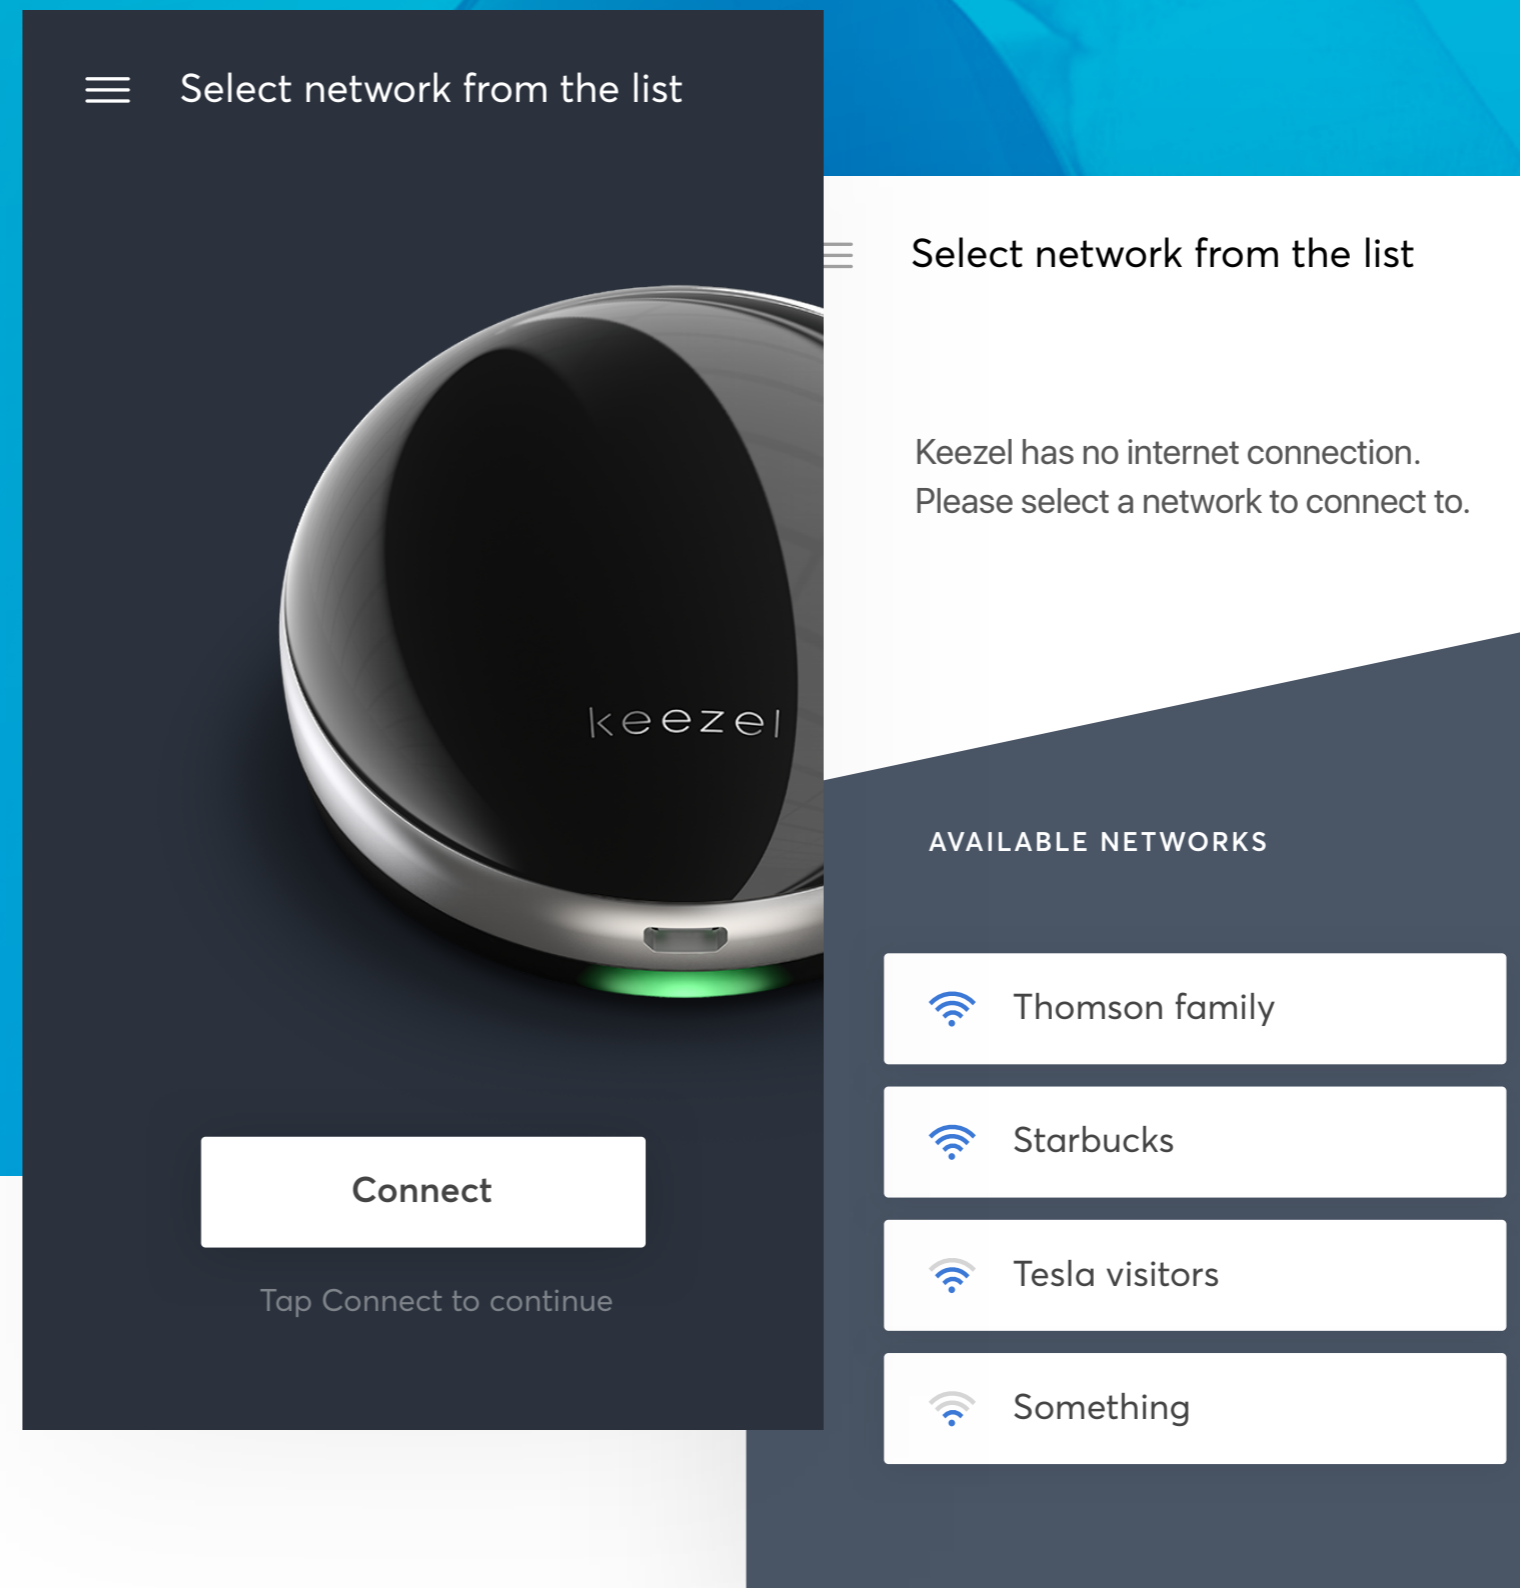 Select network from the list
keezel
Connect
Tap Connect to continue
Select network from the list
Keezel has no internet connection.
Please select a network to connect to.
AVAILABLE NETWORKS
Thomson family
Starbucks
Tesla visitors
Something